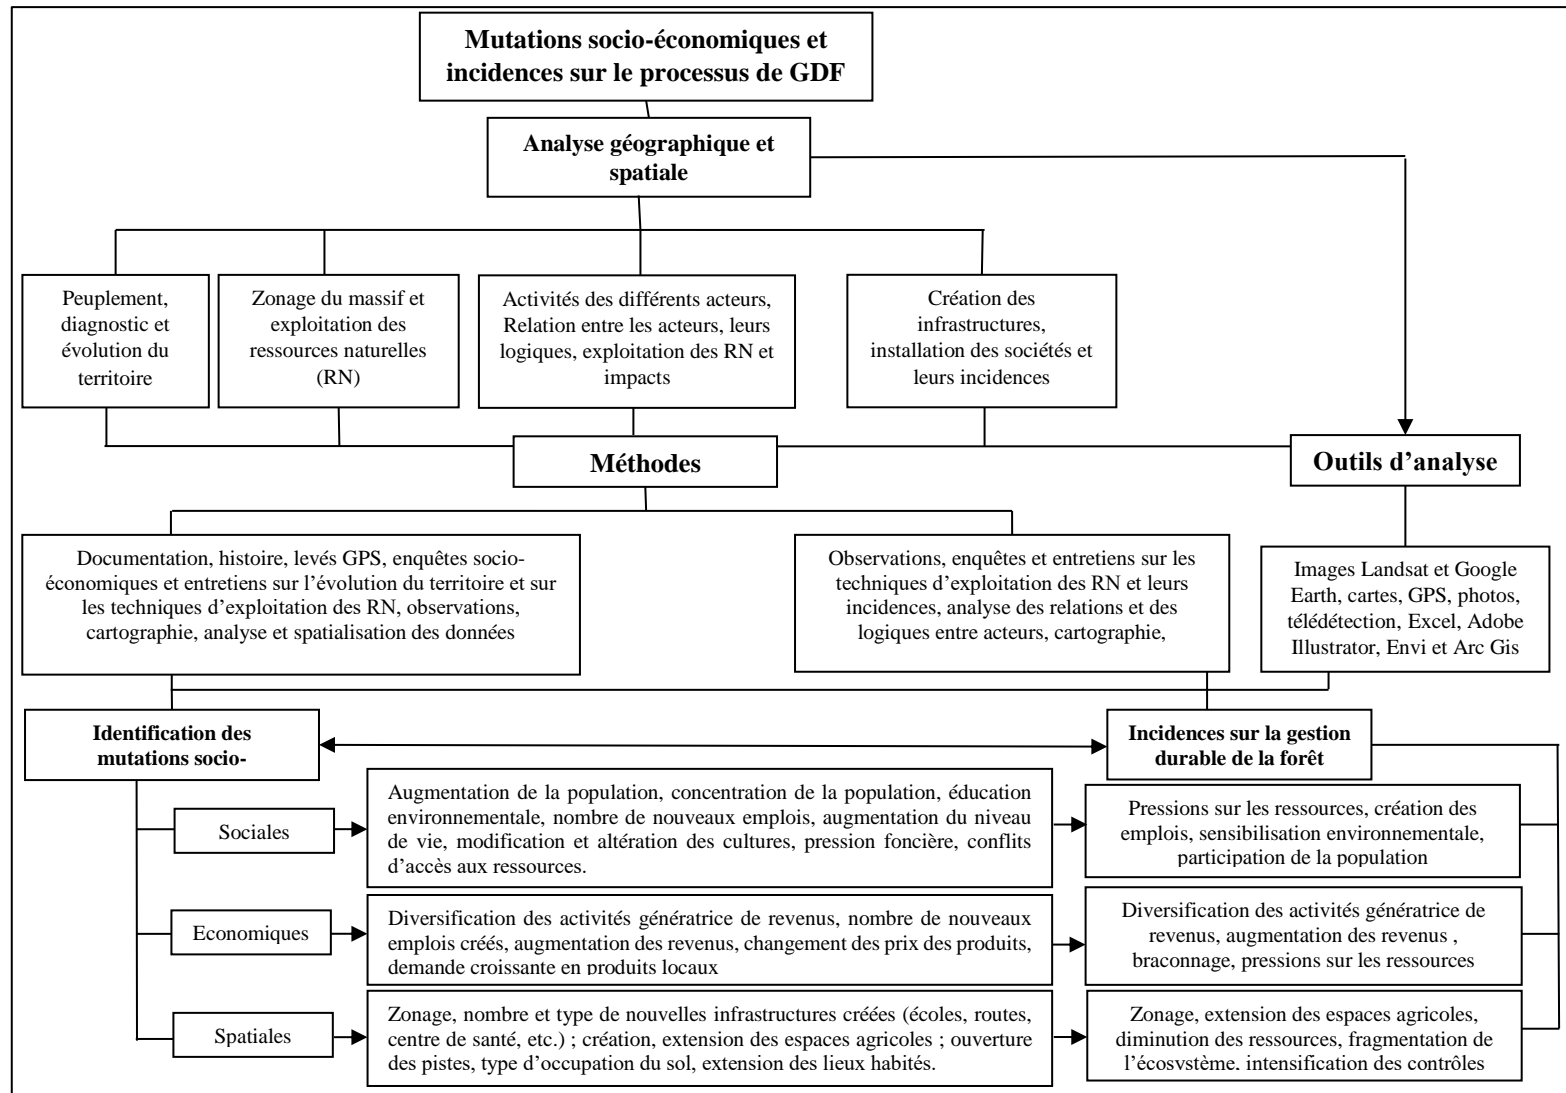 Mutations socio-économiques et
incidences sur le processus de GDF
Analyse géographique et
spatiale
Peuplement,
diagnostic et
évolution du
territoire
Zonage du massif et
exploitation des
ressources naturelles
(RN)
Activités des différents acteurs,
Relation entre les acteurs, leurs
logiques, exploitation des RN et
impacts
Création des
infrastructures,
installation des sociétés et
leurs incidences
Méthodes
Outils d’analyse
Documentation, histoire, levés GPS, enquêtes socio-
économiques et entretiens sur l’évolution du territoire et sur
les techniques d’exploitation des RN, observations,
cartographie, analyse et spatialisation des données
Observations, enquêtes et entretiens sur les
techniques d’exploitation des RN et leurs
incidences, analyse des relations et des
logiques entre acteurs, cartographie,
Images Landsat et Google
Earth, cartes, GPS, photos,
télédétection, Excel, Adobe
Illustrator, Envi et Arc Gis
Identification des
mutations socio-
Incidences sur la gestion
durable de la forêt
Sociales
Augmentation de la population, concentration de la population, éducation
environnementale, nombre de nouveaux emplois, augmentation du niveau
de vie, modification et altération des cultures, pression foncière, conflits
d’accès aux ressources.
Pressions sur les ressources, création des
emplois, sensibilisation environnementale,
participation de la population
Economiques
Diversification des activités génératrice de revenus, nombre de nouveaux
emplois créés, augmentation des revenus, changement des prix des produits,
demande croissante en produits locaux
Diversification des activités génératrice de
revenus, augmentation des revenus ,
braconnage, pressions sur les ressources
Spatiales
Zonage, nombre et type de nouvelles infrastructures créées (écoles, routes,
centre de santé, etc.) ; création, extension des espaces agricoles ; ouverture
des pistes, type d’occupation du sol, extension des lieux habités.
Zonage, extension des espaces agricoles,
diminution des ressources, fragmentation de
l’écosystème, intensification des contrôles